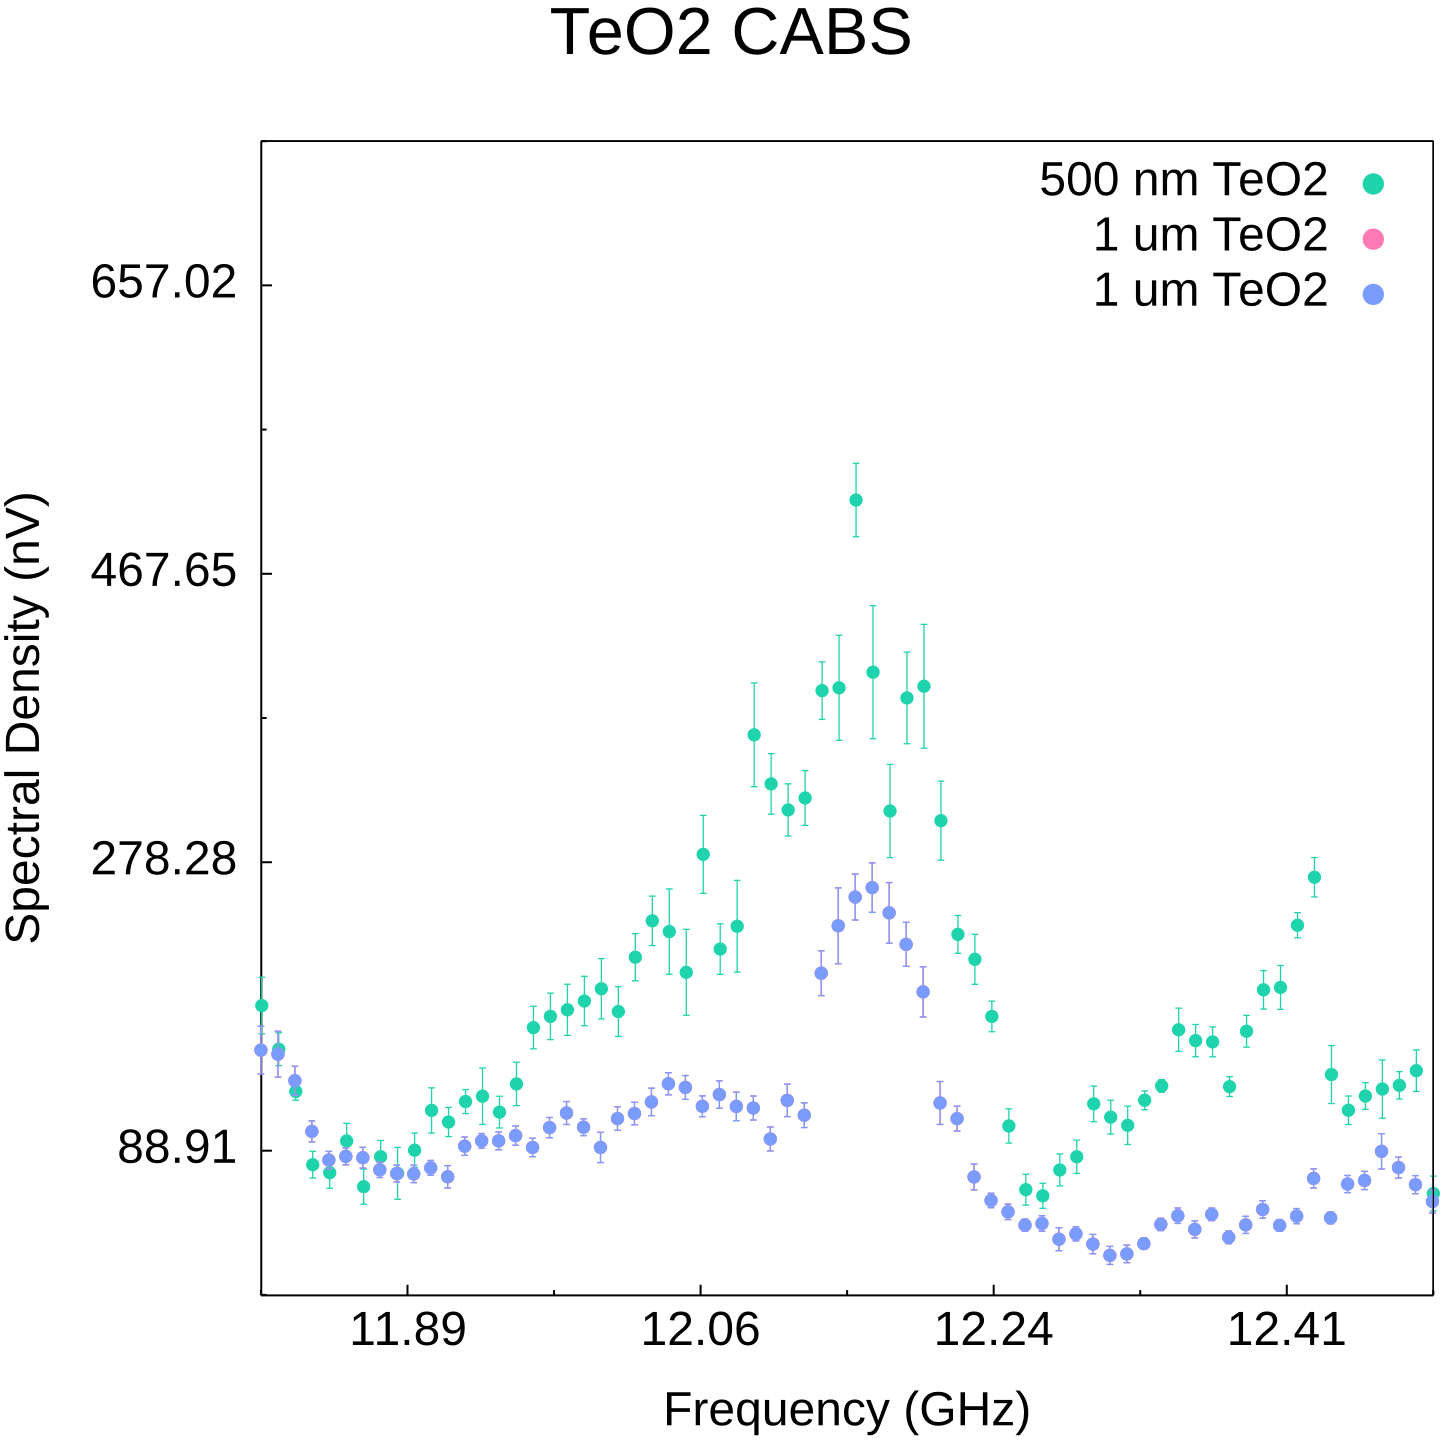 TeO2 CABS
500 nm TeO2
1 um TeO2
1 um TeO2
657.02
467.65
278.28
88.91
Spectral Density (nV)
11.89 12.06 12.24 12.41
Frequency (GHz)